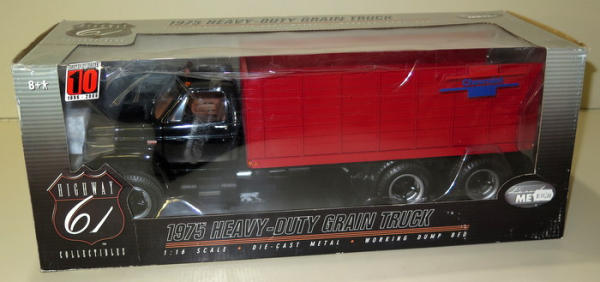 1975 HEAVY-DUTY GRAIN TRUCK
8+
10
Chevrolet
HIGHWAY
61
COLLECTIBLES
1975 HEAVY-DUTY GRAIN TRUCK
1:16 SCALE • DIE-CAST METAL • WORKING DUMP BED